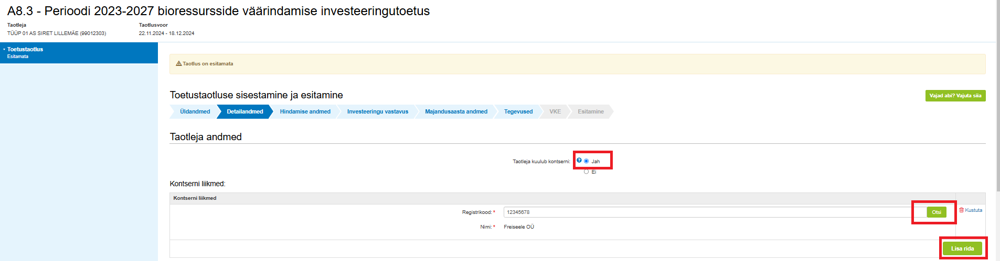 A8.3 - Perioodi 2023-2027 bioressursside väärindamise investeeringutoetus
Taotleja Taotlusvoor
TÜÜP 01 AS SIRET LILLEMÄE (99012303) 22.11.2024 - 18.12.2024
Toetustaotlus
Esitamata
Taotlus on esitamata
Toetustaotluse sisestamine ja esitamine
Vajad abi? Vajuta siia
Üldandmed Detailandmed Hindamise andmed Investeeringu vastavus Majandusaasta andmed Tegevused VKE Esitamine
Taotleja andmed
Taotleja kuulub kontserni: ? Jah
Ei
Kontserni liikmed:
Kontserni liikmed
Registrikood: * 12345678 Otsi Kustuta
Nimi: * Freiseele OÜ
Lisa rida